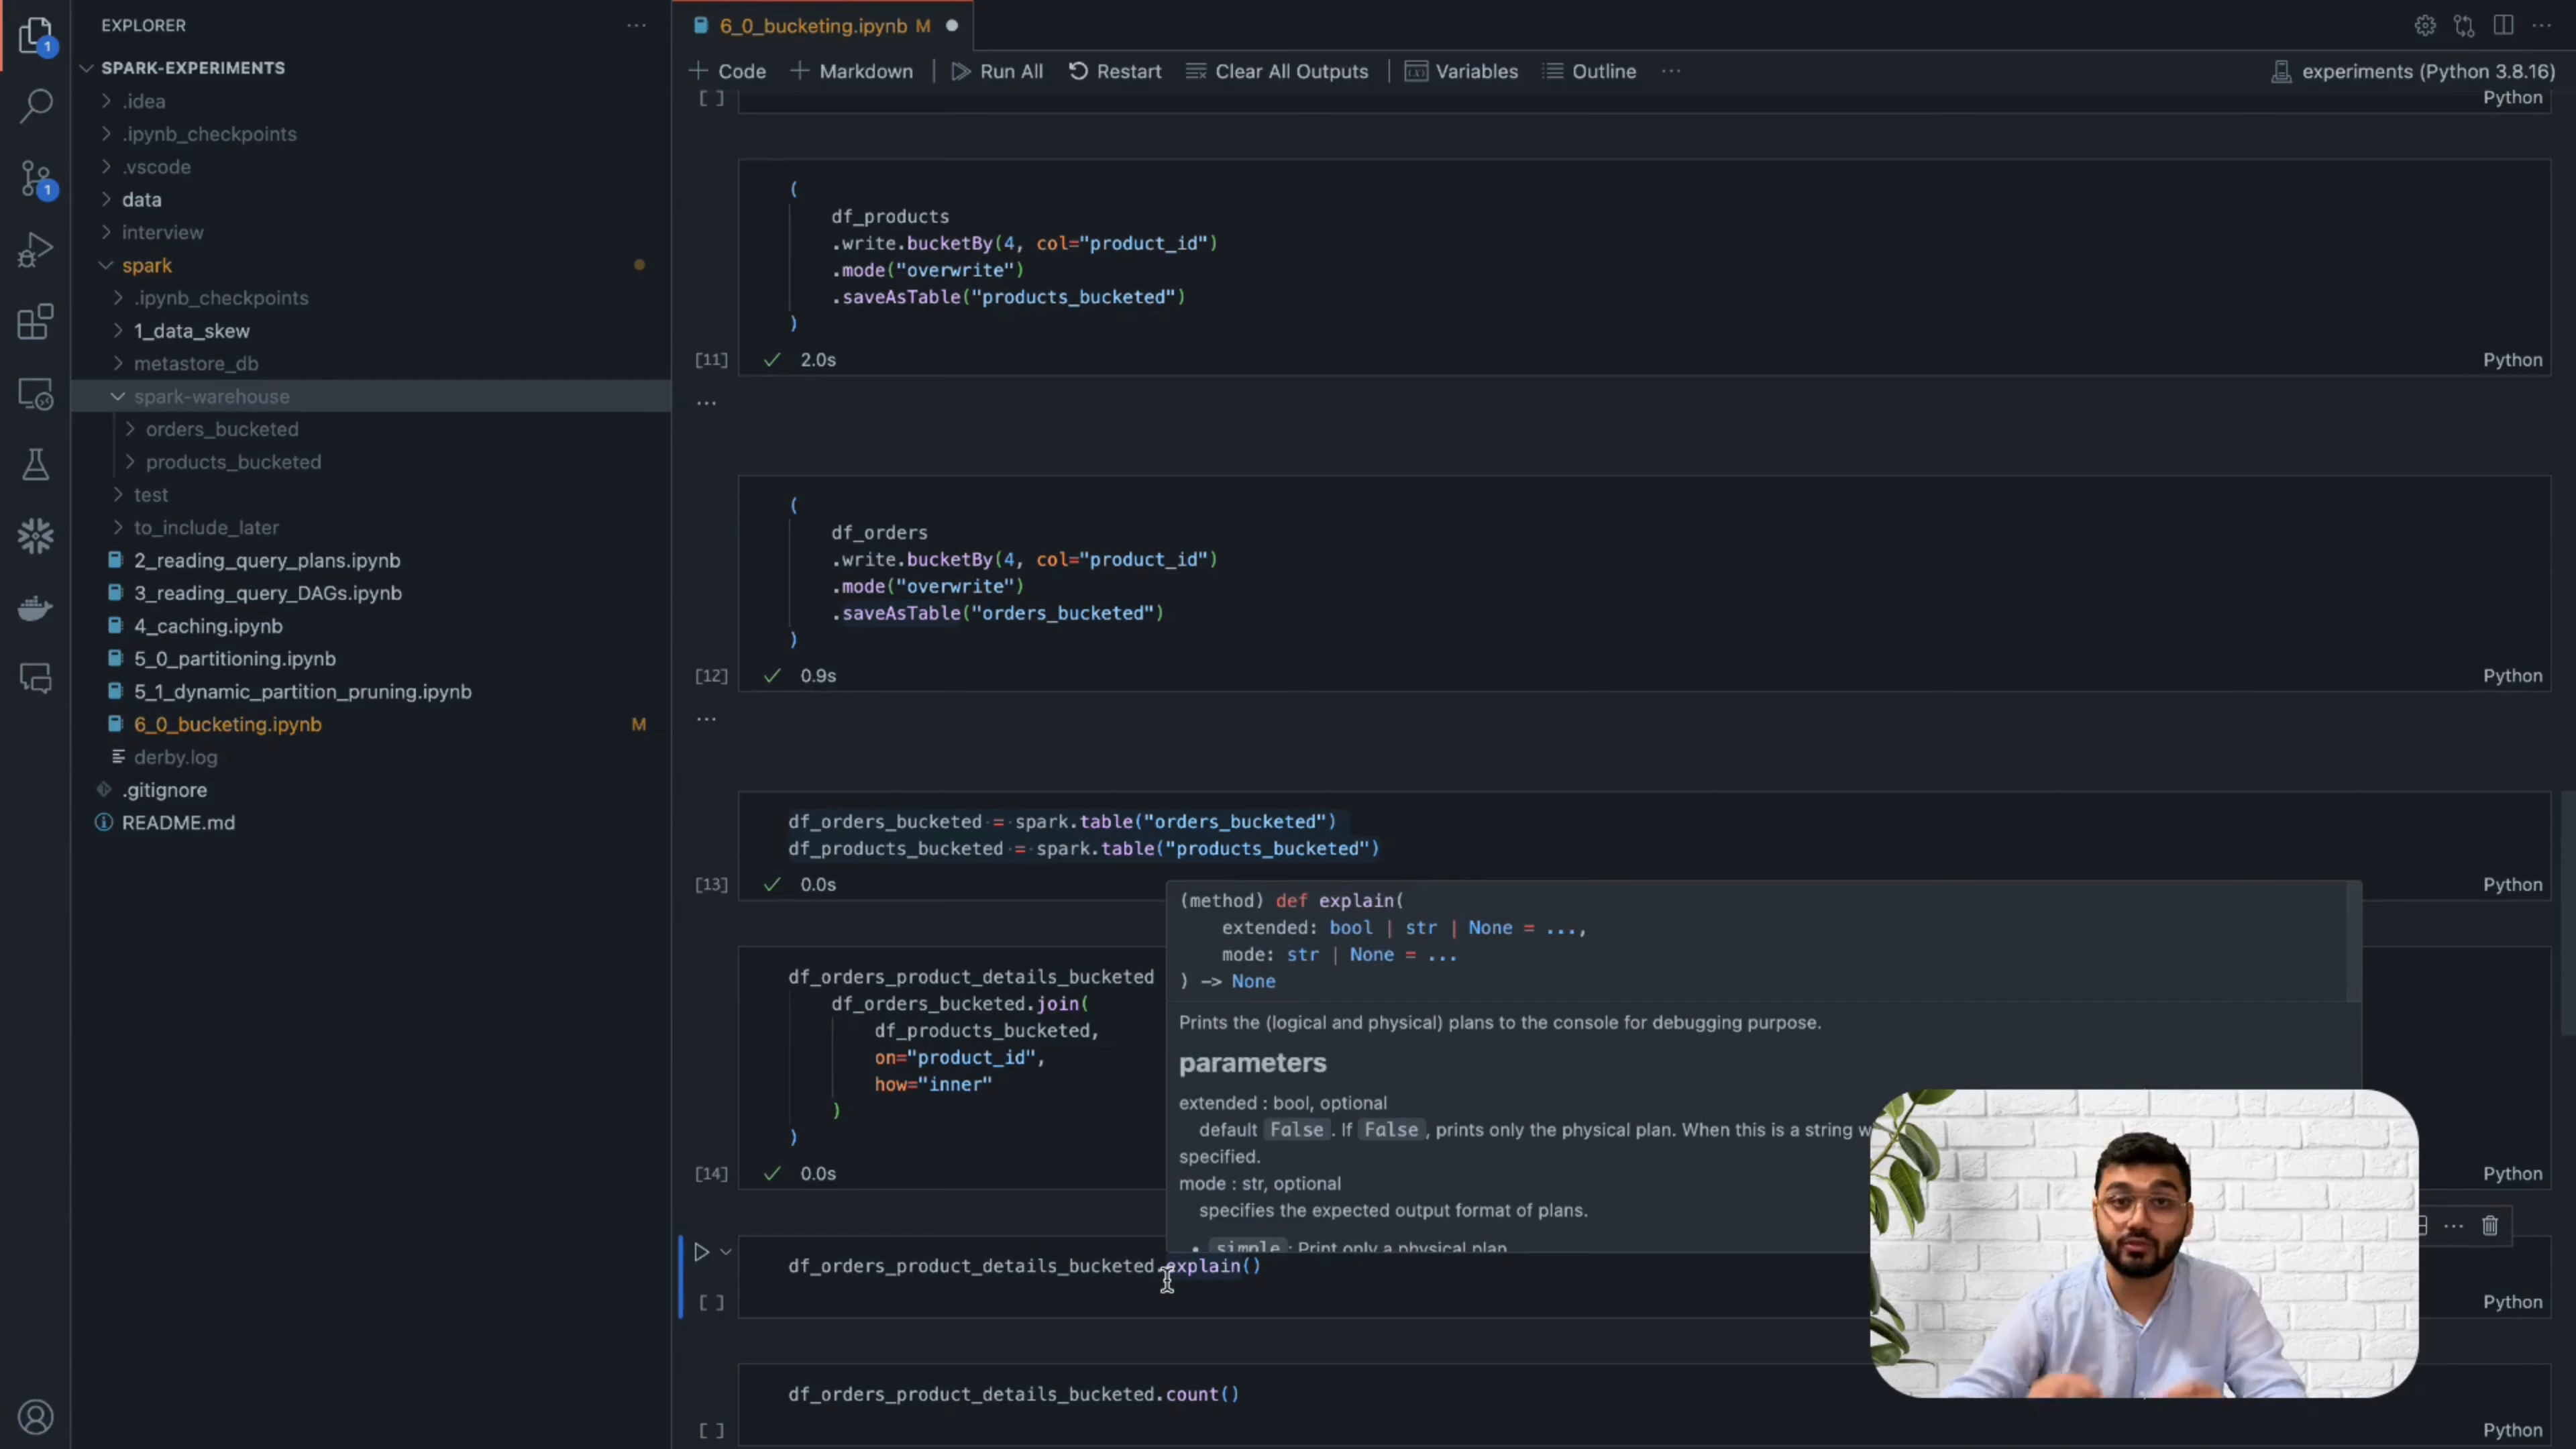 EXPLORER
SPARK-EXPERIMENTS
.idea
.ipynb_checkpoints
.vscode
data
interview
spark
.ipynb_checkpoints
1_data_skew
metastore_db
spark-warehouse
orders_bucketed
products_bucketed
test
to_include_later
2_reading_query_plans.ipynb
3_reading_query_DAGs.ipynb
4_caching.ipynb
5_0_partitioning.ipynb
5_1_dynamic_partition_pruning.ipynb
6_0_bucketing.ipynb M
derby.log
.gitignore
README.md
1
1
6_0_bucketing.ipynb M
+ Code + Markdown | Run All Restart Clear All Outputs | Variables Outline ... experiments (Python 3.8.16)
[ ] Python
(
df_products
.write.bucketBy(4, col="product_id")
.mode("overwrite")
.saveAsTable("products_bucketed")
)
[11] ✓ 2.0s Python
...
(
df_orders
.write.bucketBy(4, col="product_id")
.mode("overwrite")
.saveAsTable("orders_bucketed")
)
[12] ✓ 0.9s Python
...
df_orders_bucketed = spark.table("orders_bucketed")
df_products_bucketed = spark.table("products_bucketed")
[13] ✓ 0.0s Python
df_orders_product_details_bucketed
df_orders_bucketed.join(
df_products_bucketed,
on="product_id",
how="inner"
)
)
[14] ✓ 0.0s Python
(method) def explain(
extended: bool | str | None = ...,
mode: str | None = ...
) -> None
Prints the (logical and physical) plans to the console for debugging purpose.
parameters
extended : bool, optional
default False . If False , prints only the physical plan. When this is a string w
specified.
mode : str, optional
specifies the expected output format of plans.
• simple : Print only a physical plan
df_orders_product_details_bucketed.explain()
[ ] Python
df_orders_product_details_bucketed.count()
[ ] Python